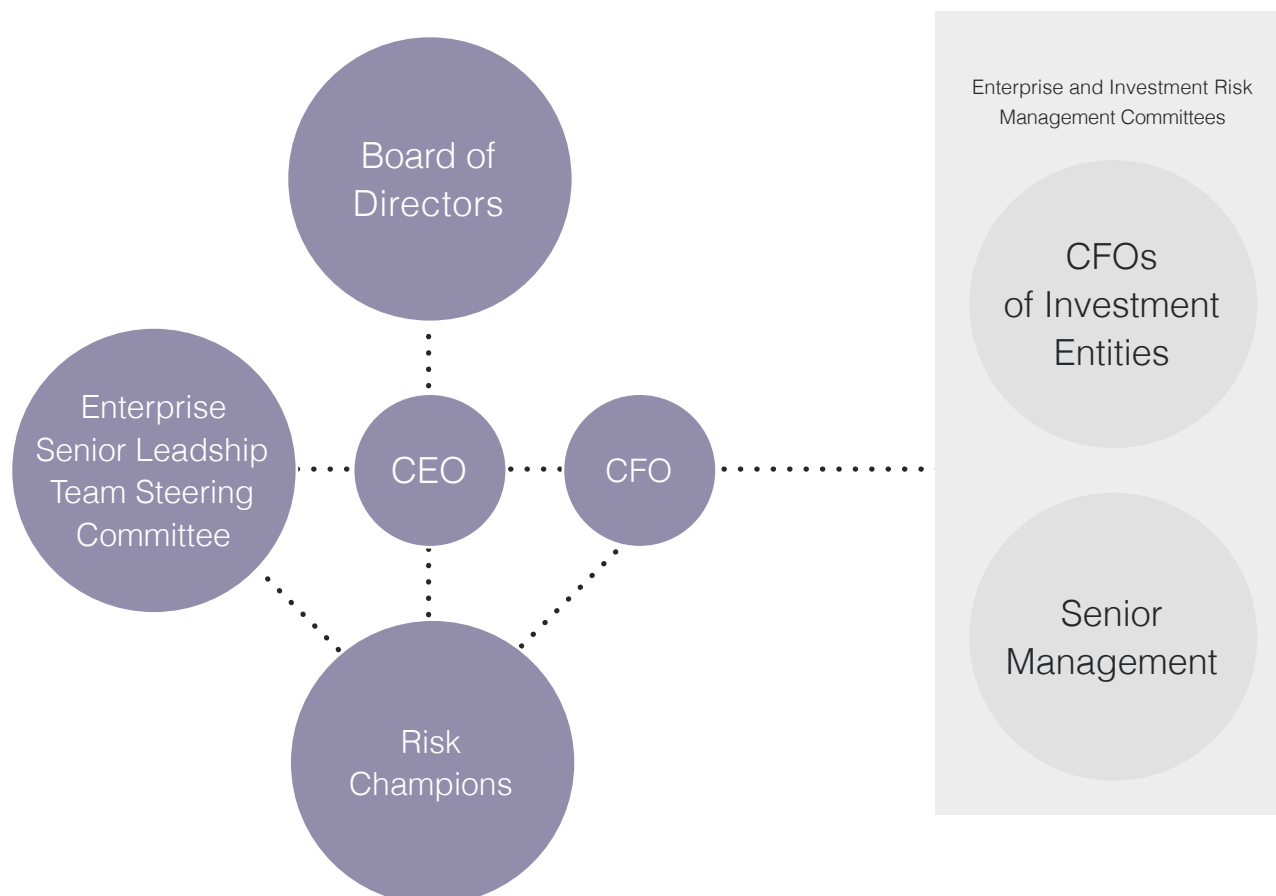 Board of
Directors
Enterprise
Senior Leadship
Team Steering
Committee
CEO
CFO
Risk
Champions
Enterprise and Investment Risk
Management Committees
CFOs
of Investment
Entities
Senior
Management